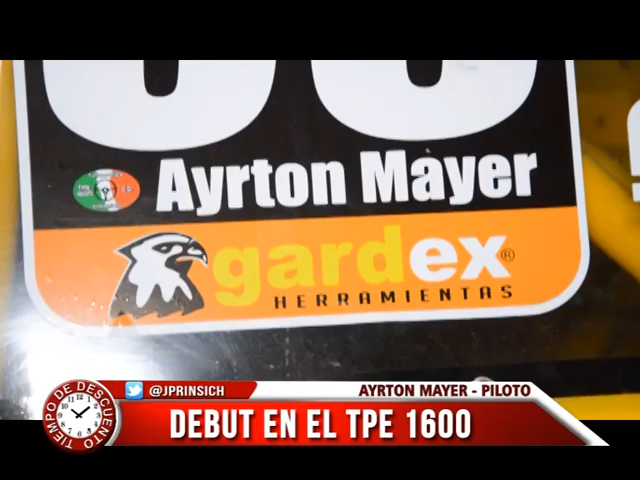 Ayrton Mayer
gardex®
HERRAMIENTAS
@JPRINSICH
AYRTON MAYER - PILOTO
TIEMPO DE DESCUENTO
DEBUT EN EL TPE 1600